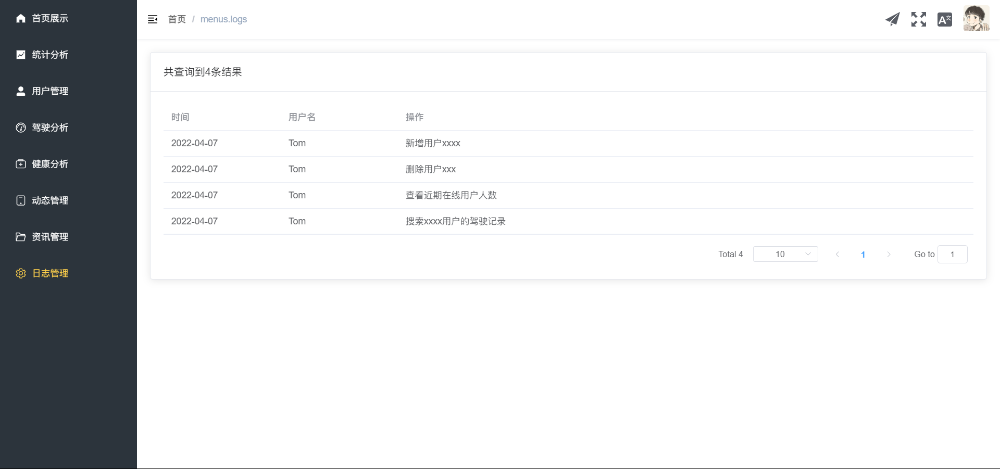 首页展示
统计分析
用户管理
驾驶分析
健康分析
动态管理
资讯管理
日志管理
首页 / menus.logs
A文
共查询到4条结果
时间 用户名 操作
2022-04-07 Tom 新增用户xxxx
2022-04-07 Tom 删除用户xxx
2022-04-07 Tom 查看近期在线用户人数
2022-04-07 Tom 搜索xxxx用户的驾驶记录
Total 4 10 1 Go to 1